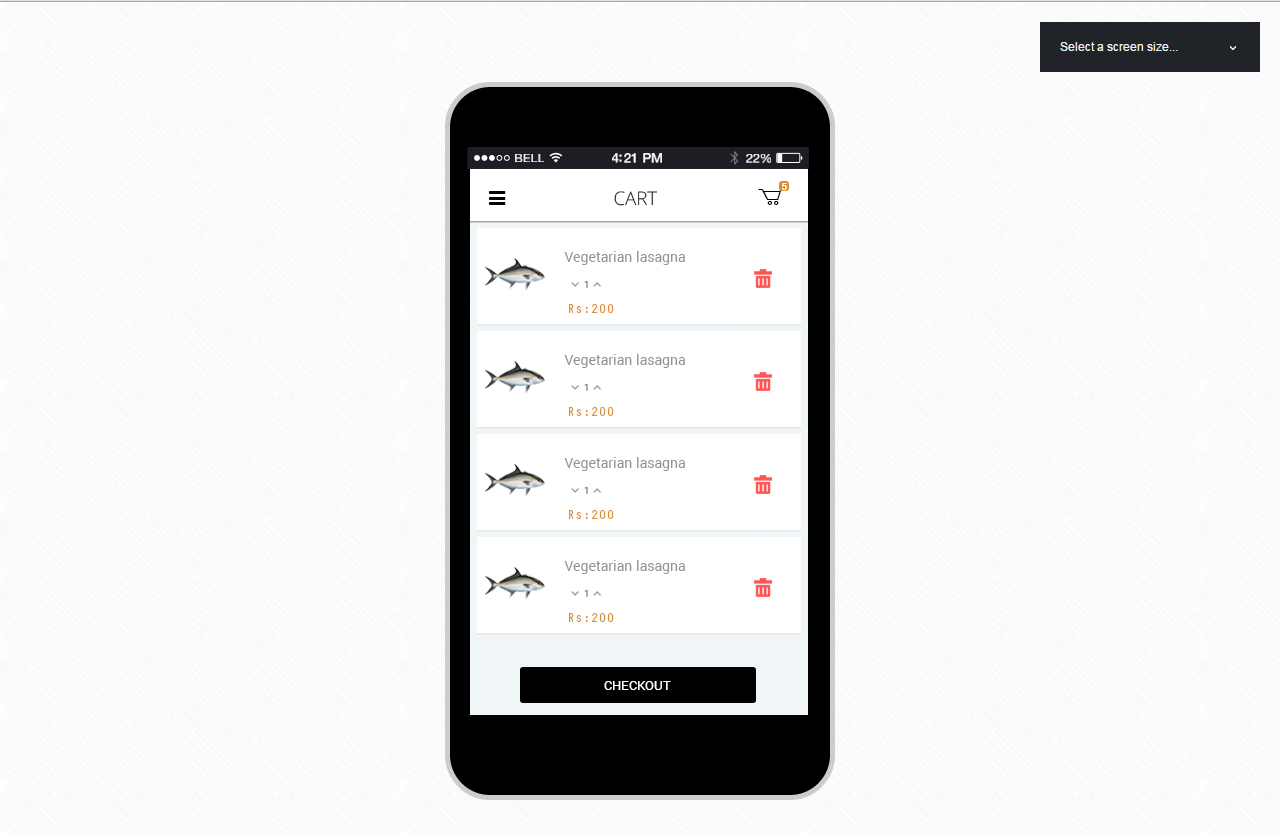 Select a screen size...
BELL 4:21 PM 22%
CART 5
Vegetarian lasagna
1
Rs:200
Vegetarian lasagna
1
Rs:200
Vegetarian lasagna
1
Rs:200
Vegetarian lasagna
1
Rs:200
CHECKOUT